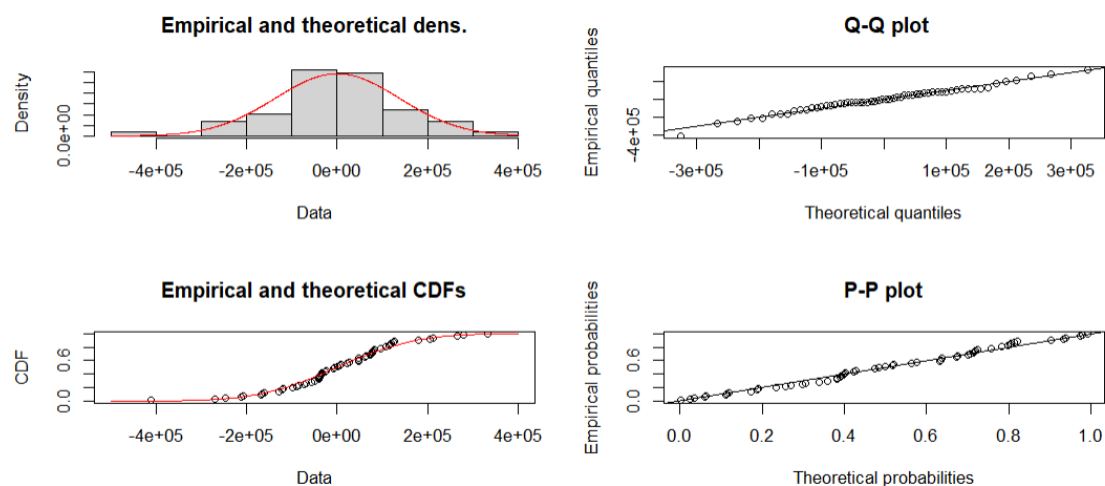 Empirical and theoretical dens.
Density
0.0e+00
-4e+05 -2e+05 0e+00 2e+05 4e+05
Data
Q-Q plot
Empirical quantiles
-4e+05
-3e+05 -1e+05 1e+05 2e+05 3e+05
Theoretical quantiles
Empirical and theoretical CDFs
CDF
0.0 0.6
-4e+05 -2e+05 0e+00 2e+05 4e+05
Data
P-P plot
Empirical probabilities
0.0 0.6
0.0 0.2 0.4 0.6 0.8 1.0
Theoretical probabilities